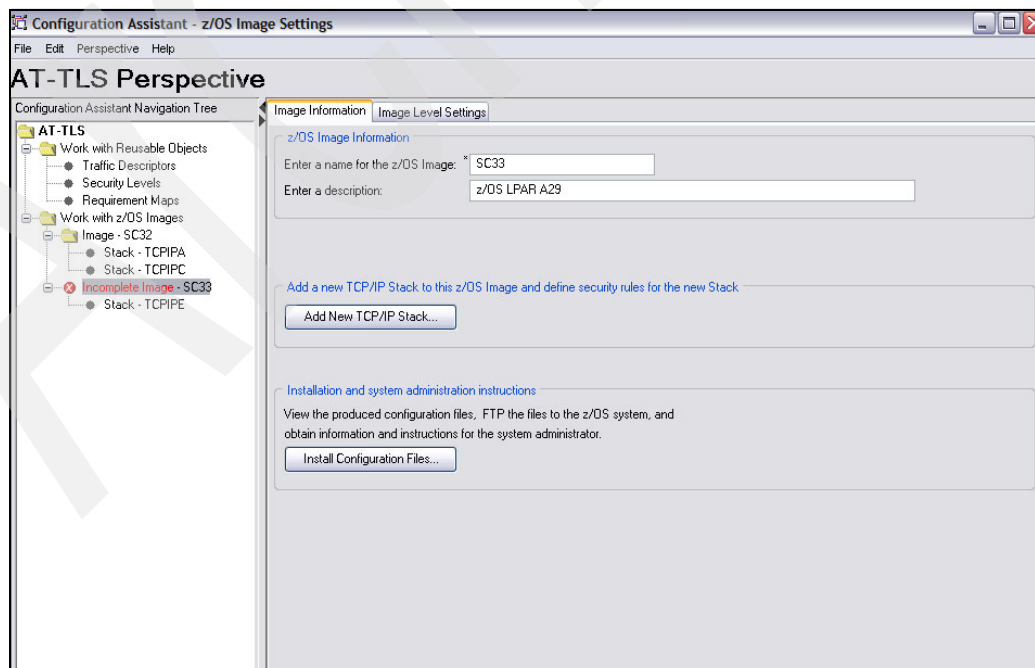 Configuration Assistant - z/OS Image Settings
File Edit Perspective Help
AT-TLS Perspective
Configuration Assistant Navigation Tree
AT-TLS
Work with Reusable Objects
Traffic Descriptors
Security Levels
Requirement Maps
Work with z/OS Images
Image - SC32
Stack - TCPIPA
Stack - TCPIPC
Incomplete Image - SC33
Stack - TCPIPE
Image Information Image Level Settings
z/OS Image Information
Enter a name for the z/OS Image: * SC33
Enter a description: z/OS LPAR A29
Add a new TCP/IP Stack to this z/OS Image and define security rules for the new Stack
Add New TCP/IP Stack...
Installation and system administration instructions
View the produced configuration files, FTP the files to the z/OS system, and
obtain information and instructions for the system administrator.
Install Configuration Files...